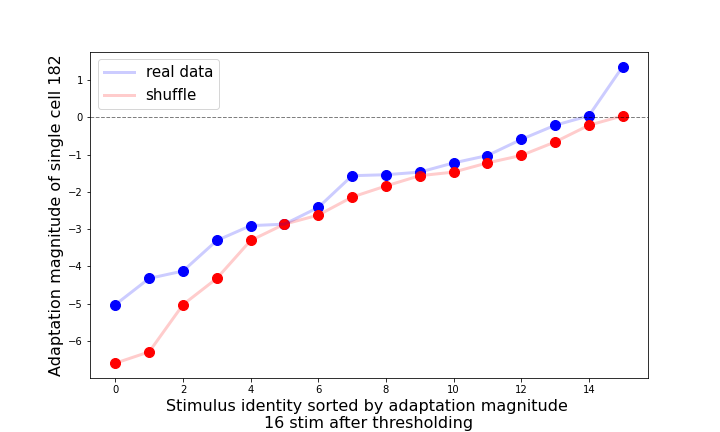 real data
shuffle
Adaptation magnitude of single cell 182
1
0
−1
−2
−3
−4
−5
−6
0 2 4 6 8 10 12 14
Stimulus identity sorted by adaptation magnitude
16 stim after thresholding